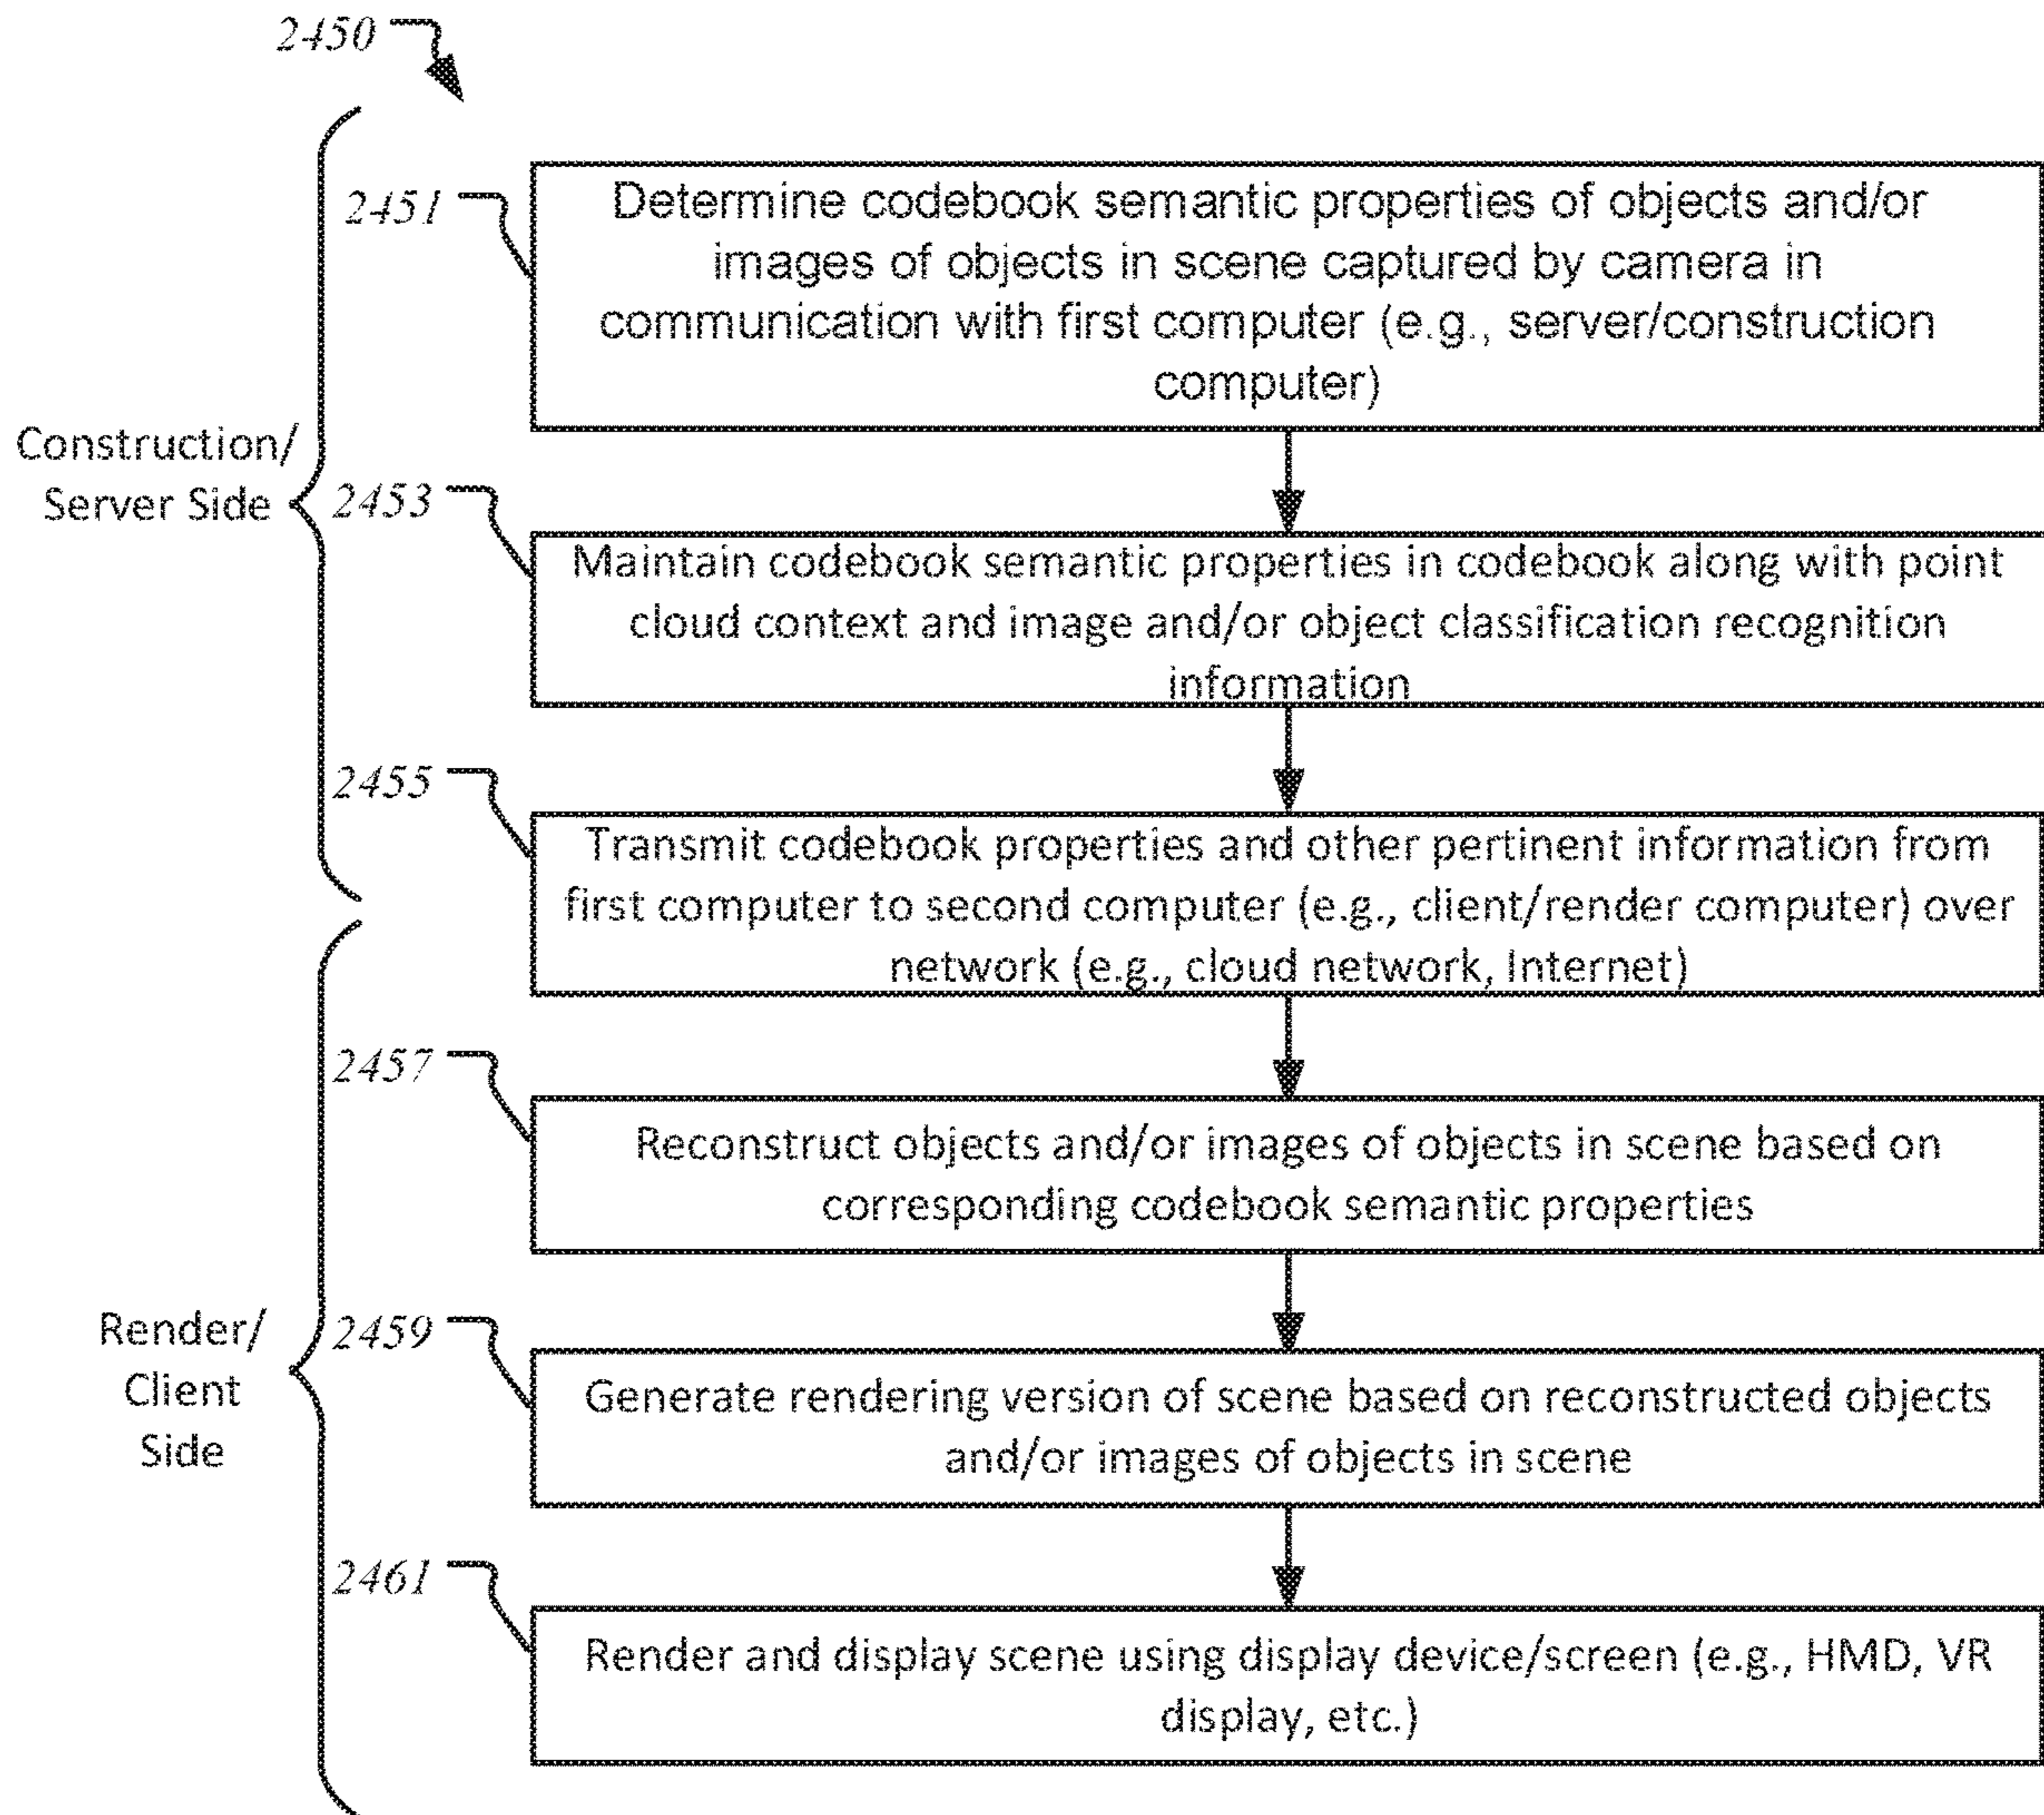 2450
2451
Determine codebook semantic properties of objects and/or
images of objects in scene captured by camera in
communication with first computer (e.g., server/construction
computer)
Construction/
Server Side
2453
Maintain codebook semantic properties in codebook along with point
cloud context and image and/or object classification recognition
information
2455
Transmit codebook properties and other pertinent information from
first computer to second computer (e.g., client/render computer) over
network (e.g., cloud network, Internet)
2457
Reconstruct objects and/or images of objects in scene based on
corresponding codebook semantic properties
Render/
Client
Side
2459
Generate rendering version of scene based on reconstructed objects
and/or images of objects in scene
2461
Render and display scene using display device/screen (e.g., HMD, VR
display, etc.)